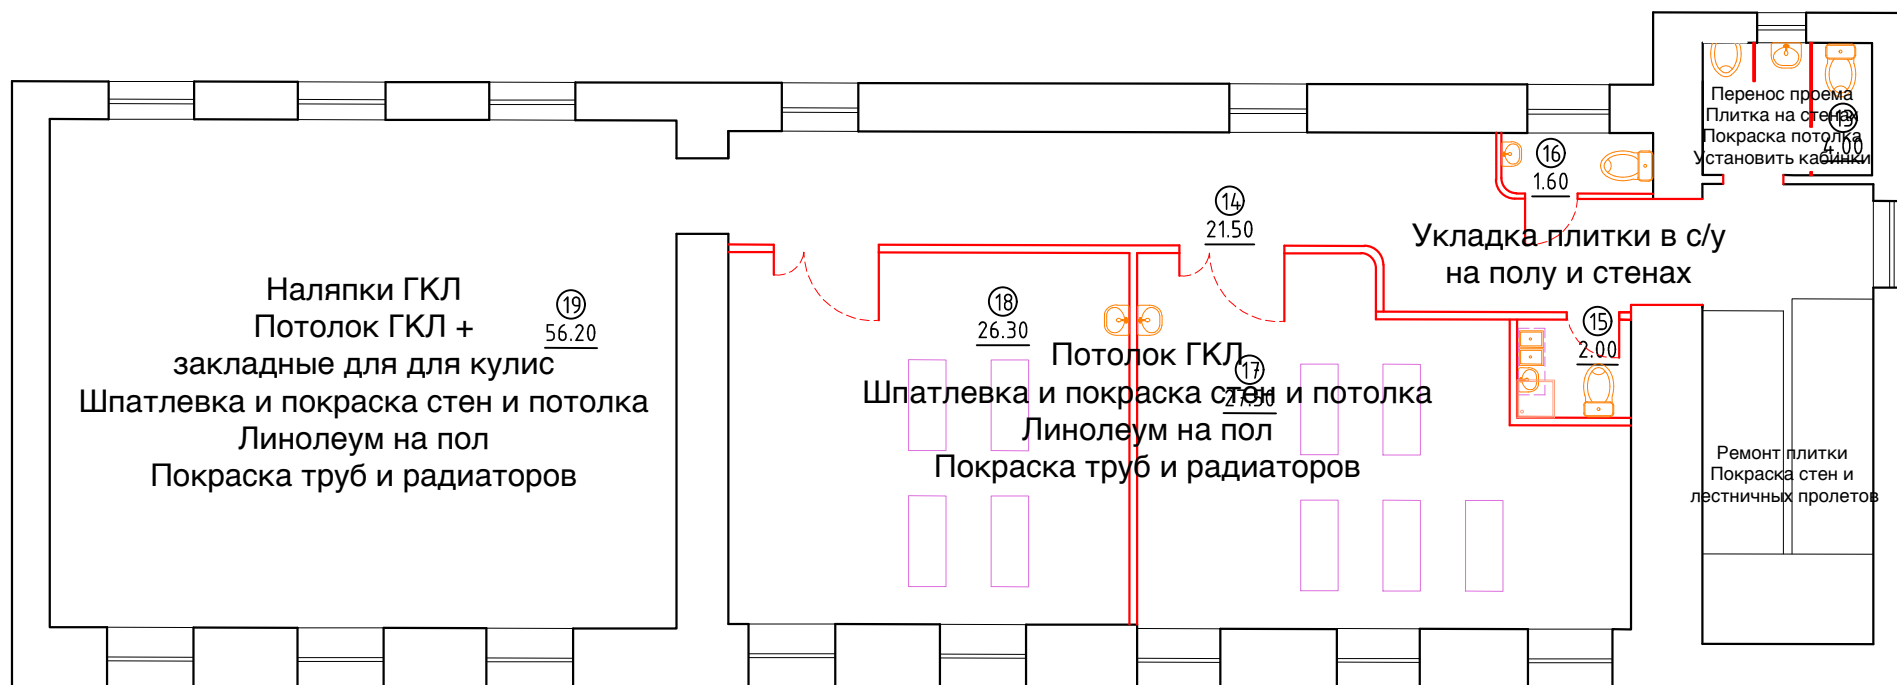 Перенос проема
Плитка на стенах
Покраска потолка
Установить кабинки
13
4.00
16
1.60
14
21.50
Укладка плитки в с/у
на полу и стенах
Наляпки ГКЛ
Потолок ГКЛ +
закладные для для кулис
Шпатлевка и покраска стен и потолка
Линолеум на пол
Покраска труб и радиаторов
19
56.20
18
26.30
Потолок ГКЛ
Шпатлевка и покраска стен и потолка
Линолеум на пол
Покраска труб и радиаторов
17
27.50
15
2.00
Ремонт плитки
Покраска стен и
лестничных пролетов